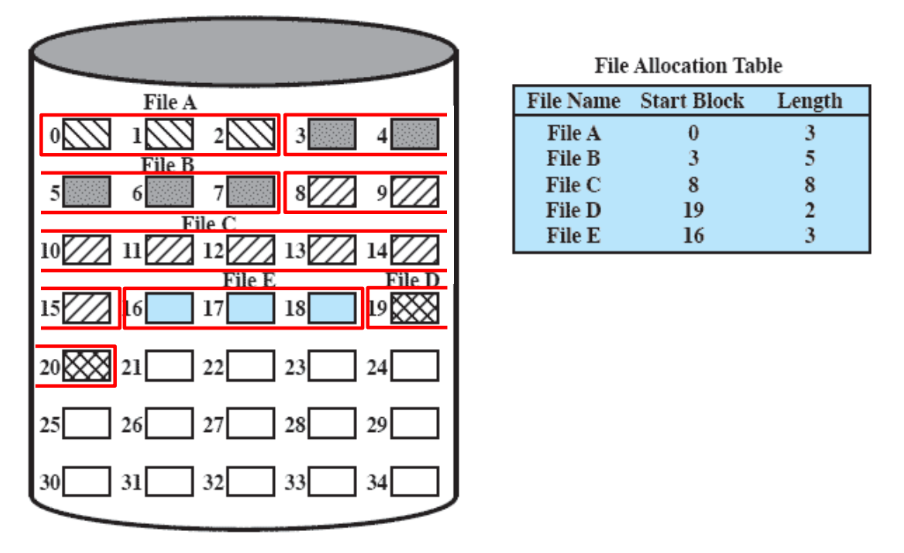 File A
0 1 2 3 4
File B
5 6 7 8 9
File C
10 11 12 13 14
File E File D
15 16 17 18 19
20 21 22 23 24
25 26 27 28 29
30 31 32 33 34
File Allocation Table
File Name Start Block Length
File A 0 3
File B 3 5
File C 8 8
File D 19 2
File E 16 3